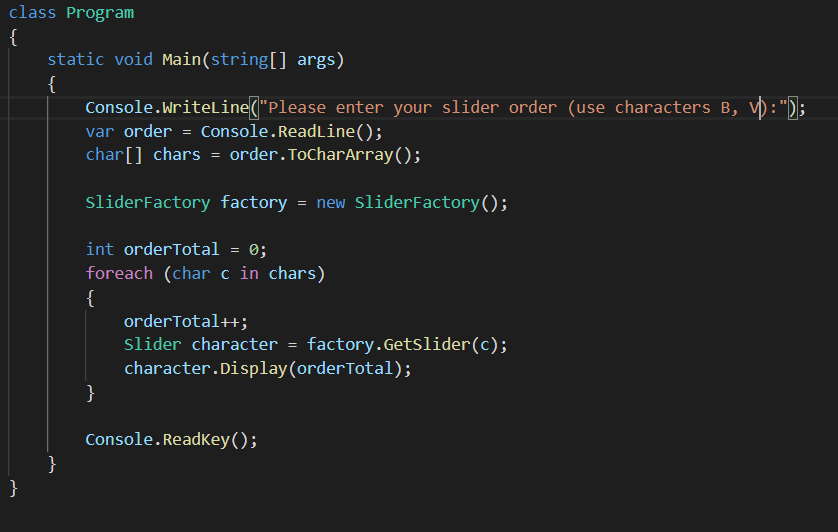 class Program
{
    static void Main(string[] args)
    {
        Console.WriteLine("Please enter your slider order (use characters B, V):");
        var order = Console.ReadLine();
        char[] chars = order.ToCharArray();

        SliderFactory factory = new SliderFactory();

        int orderTotal = 0;
        foreach (char c in chars)
        {
            orderTotal++;
            Slider character = factory.GetSlider(c);
            character.Display(orderTotal);
        }

        Console.ReadKey();
    }
}